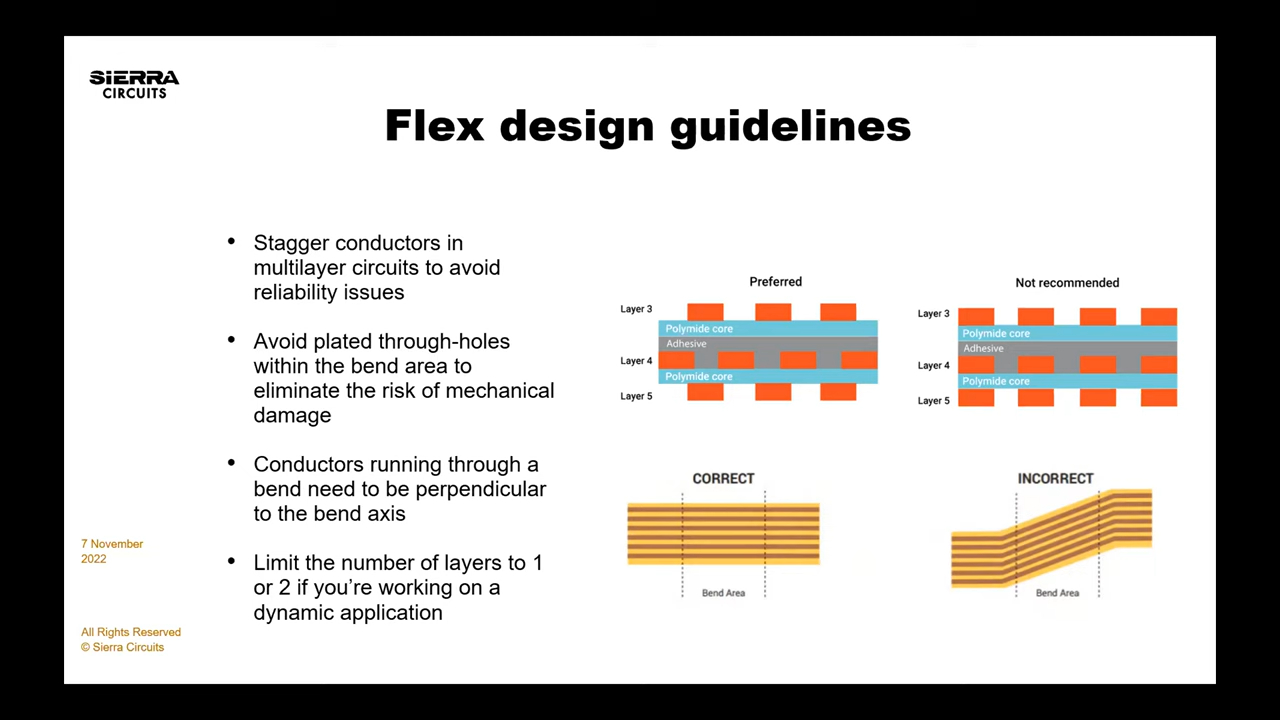 SIERRA
CIRCUITS
Flex design guidelines
• Stagger conductors in
multilayer circuits to avoid
reliability issues
• Avoid plated through-holes
within the bend area to
eliminate the risk of mechanical
damage
• Conductors running through a
bend need to be perpendicular
to the bend axis
• Limit the number of layers to 1
or 2 if you’re working on a
dynamic application
Preferred
Layer 3
Polymide core
Adhesive
Layer 4
Polymide core
Layer 5
Not recommended
Layer 3
Polymide core
Adhesive
Layer 4
Polymide core
Layer 5
CORRECT
Bend Area
INCORRECT
Bend Area
7 November
2022
All Rights Reserved
© Sierra Circuits